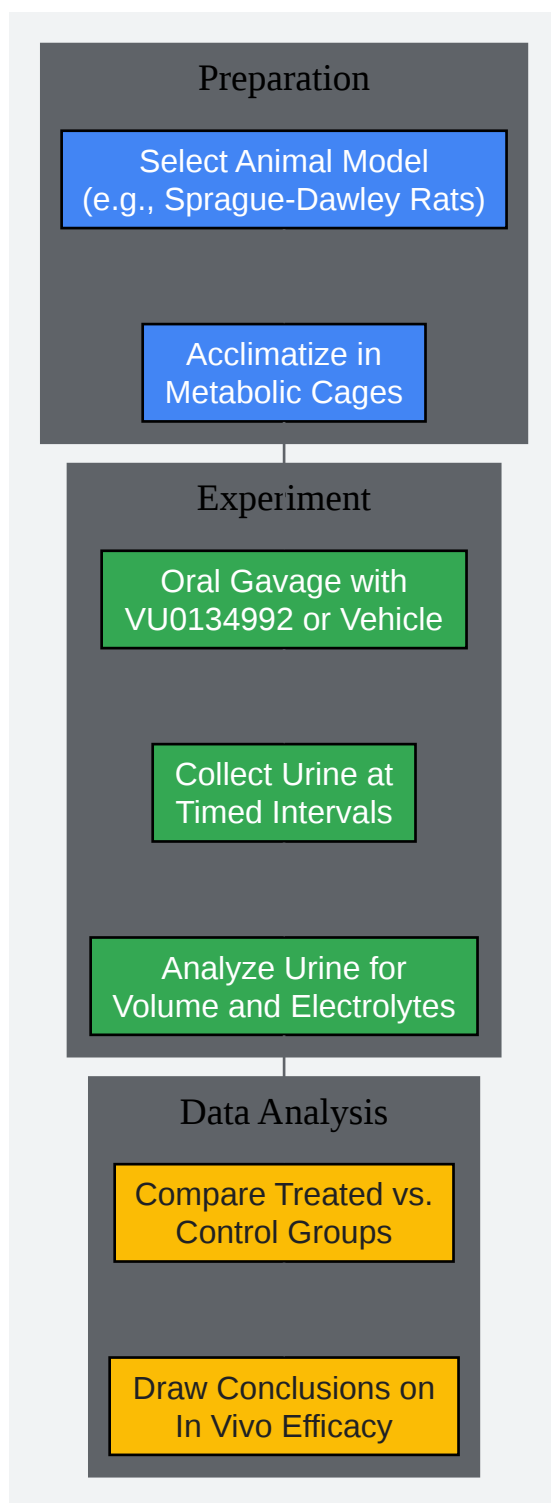 Preparation
Select Animal Model
(e.g., Sprague-Dawley Rats)
Acclimatize in
Metabolic Cages
Experiment
Oral Gavage with
VU0134992 or Vehicle
Collect Urine at
Timed Intervals
Analyze Urine for
Volume and Electrolytes
Data Analysis
Compare Treated vs.
Control Groups
Draw Conclusions on
In Vivo Efficacy